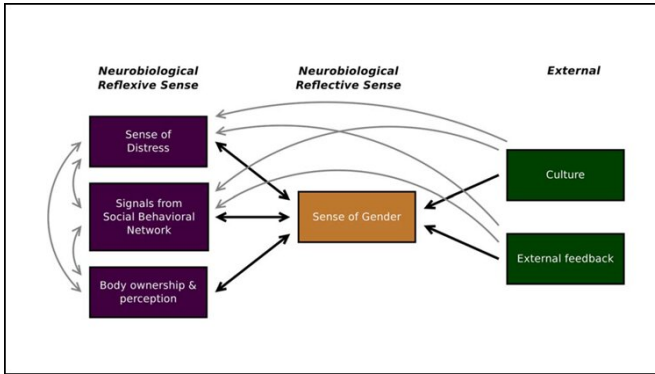 Neurobiological
Reflexive Sense
Neurobiological
Reflective Sense
External
Sense of
Distress
Signals from
Social Behavioral
Network
Body ownership &
perception
Sense of Gender
Culture
External feedback